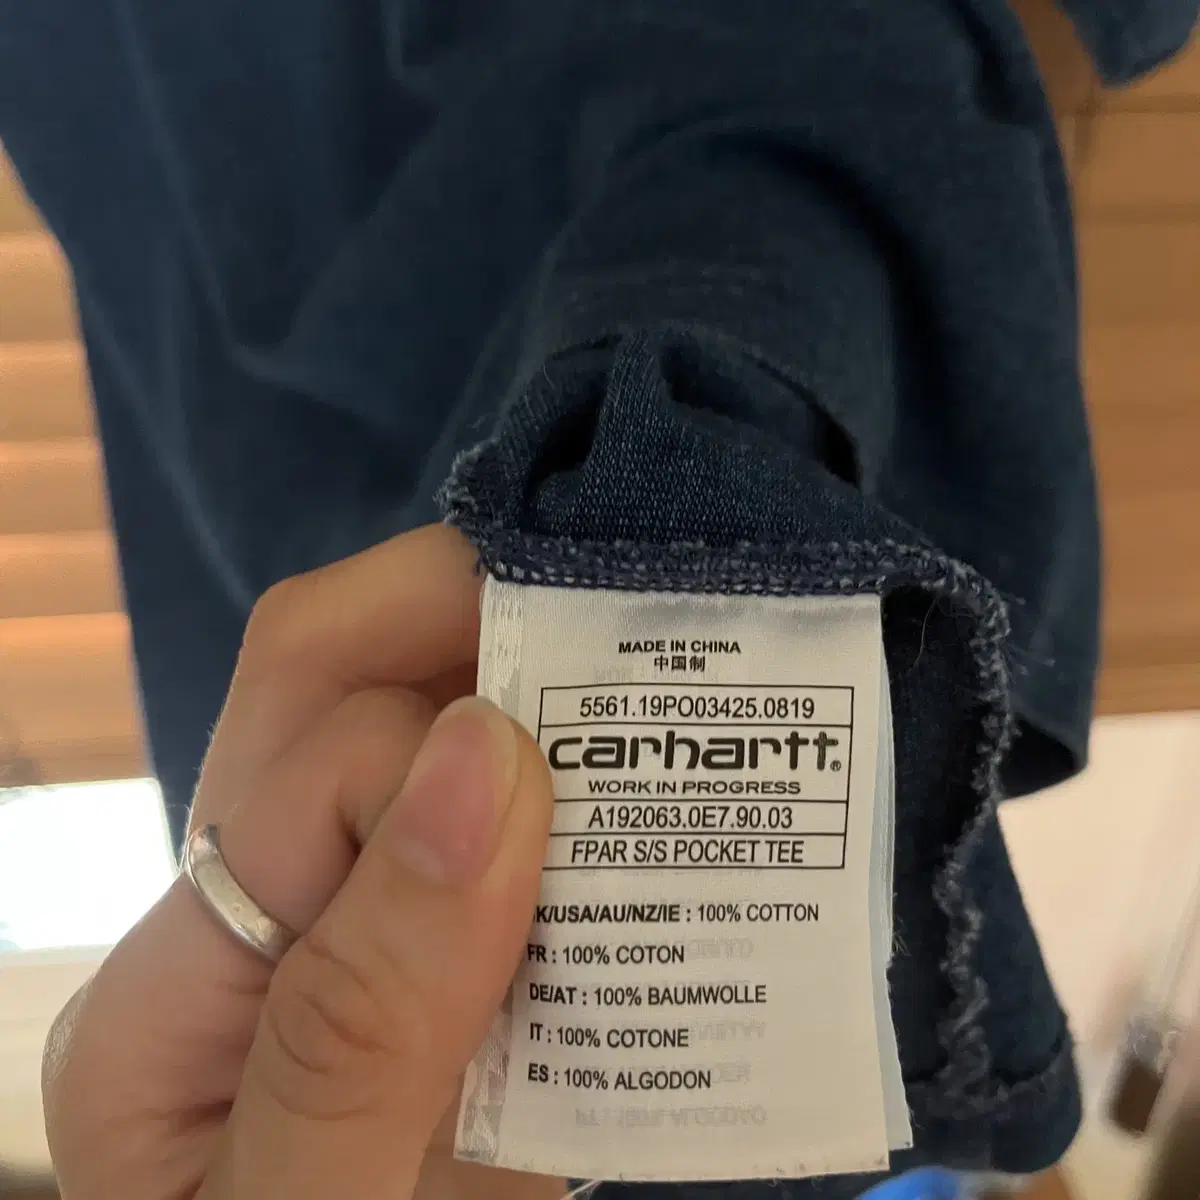 MADE IN CHINA
中国制
5561.19PO03425.0819
carhartt®
WORK IN PROGRESS
A192063.0E7.90.03
FPAR S/S POCKET TEE
K/USA/AU/NZ/IE : 100% COTTON
FR : 100% COTON
DE/AT : 100% BAUMWOLLE
IT : 100% COTONE
ES : 100% ALGODON